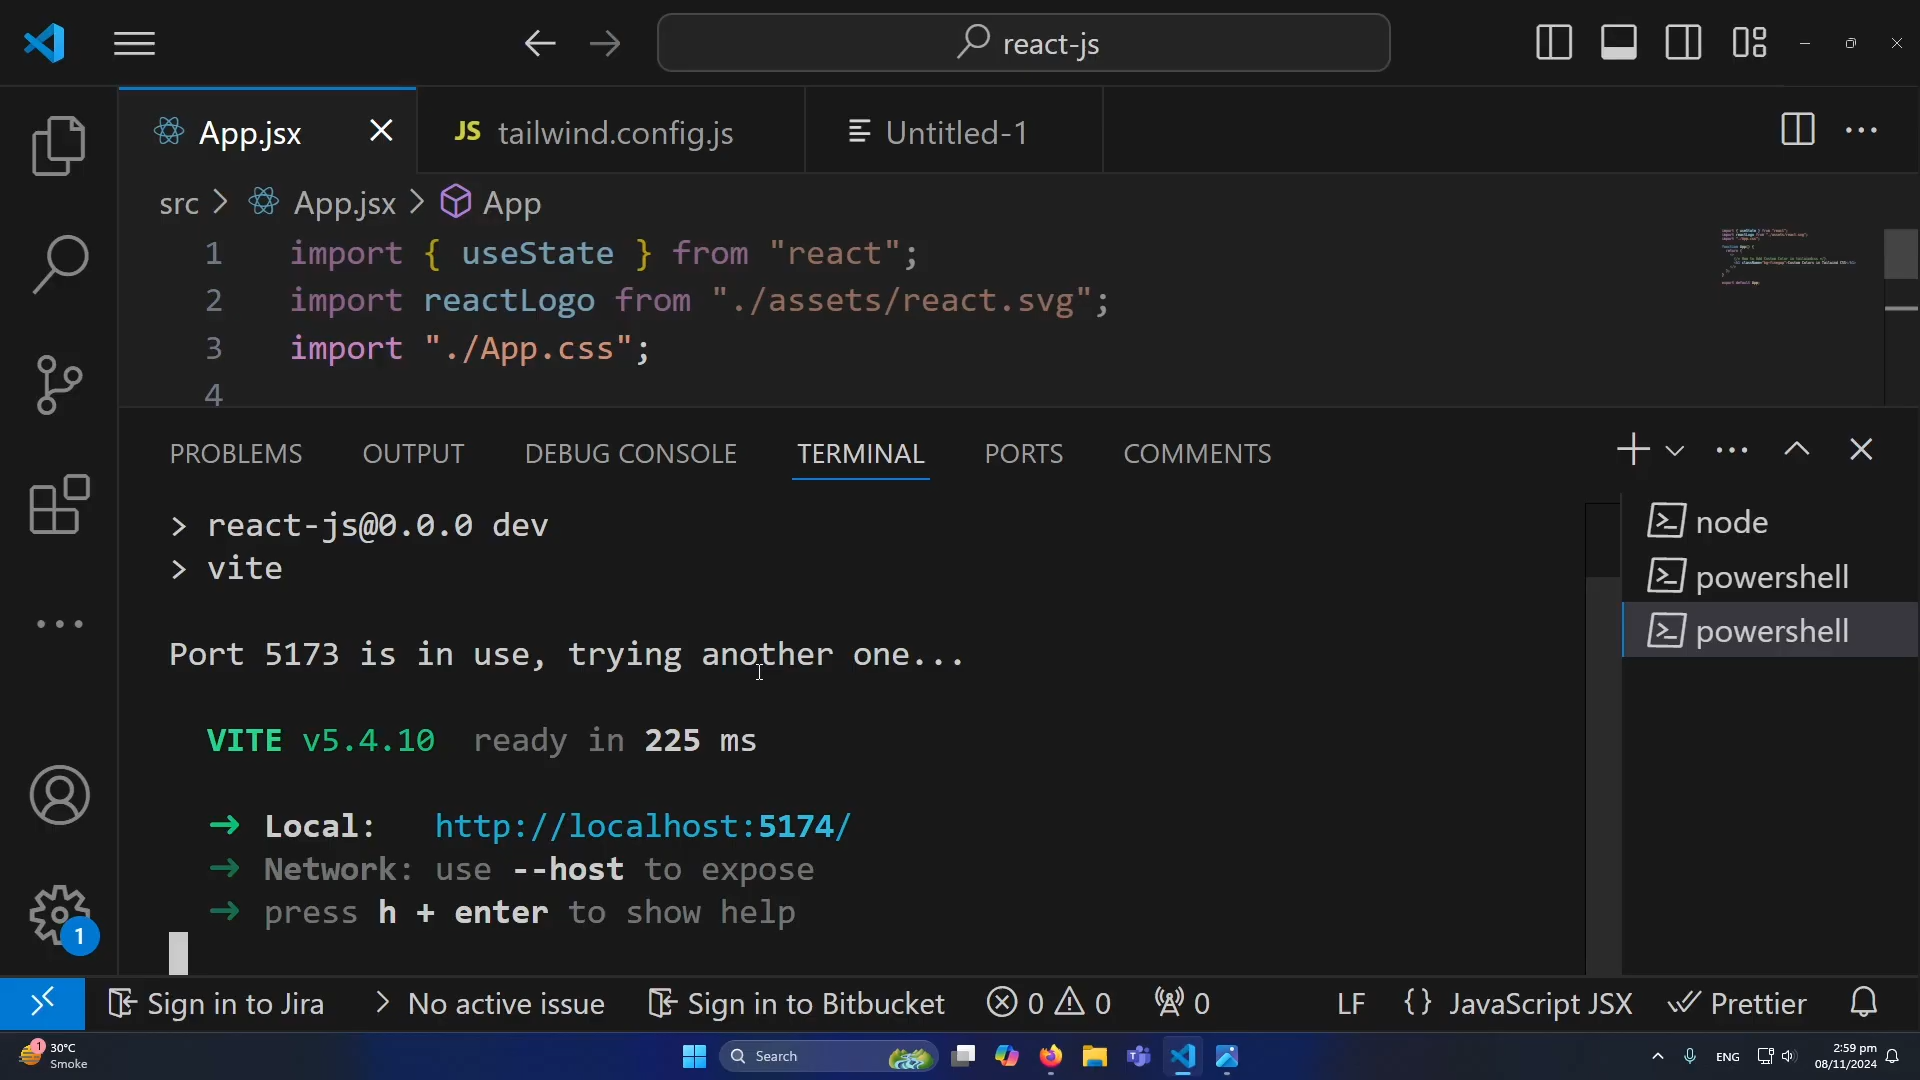 react-js
App.jsx
JS tailwind.config.js
Untitled-1
src > App.jsx > App
1 import { useState } from "react";
2 import reactLogo from "./assets/react.svg";
3 import "./App.css";
4
PROBLEMS OUTPUT DEBUG CONSOLE TERMINAL PORTS COMMENTS
> react-js@0.0.0 dev
> vite
Port 5173 is in use, trying another one...
VITE v5.4.10 ready in 225 ms
➜ Local: http://localhost:5174/
➜ Network: use --host to expose
➜ press h + enter to show help
node
powershell
powershell
1
Sign in to Jira > No active issue Sign in to Bitbucket 0 0 0 LF {} JavaScript JSX Prettier
1
30°C
Smoke
Search
ENG
2:59 pm
08/11/2024